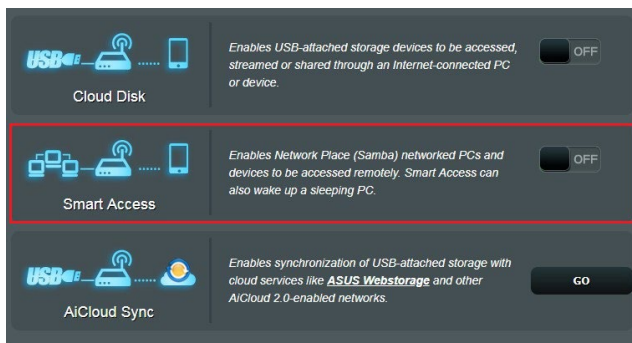 USB
Cloud Disk
Enables USB-attached storage devices to be accessed,
streamed or shared through an Internet-connected PC
or device.
OFF
Smart Access
Enables Network Place (Samba) networked PCs and
devices to be accessed remotely. Smart Access can
also wake up a sleeping PC.
OFF
USB
AiCloud Sync
Enables synchronization of USB-attached storage with
cloud services like ASUS Webstorage and other
AiCloud 2.0-enabled networks.
GO